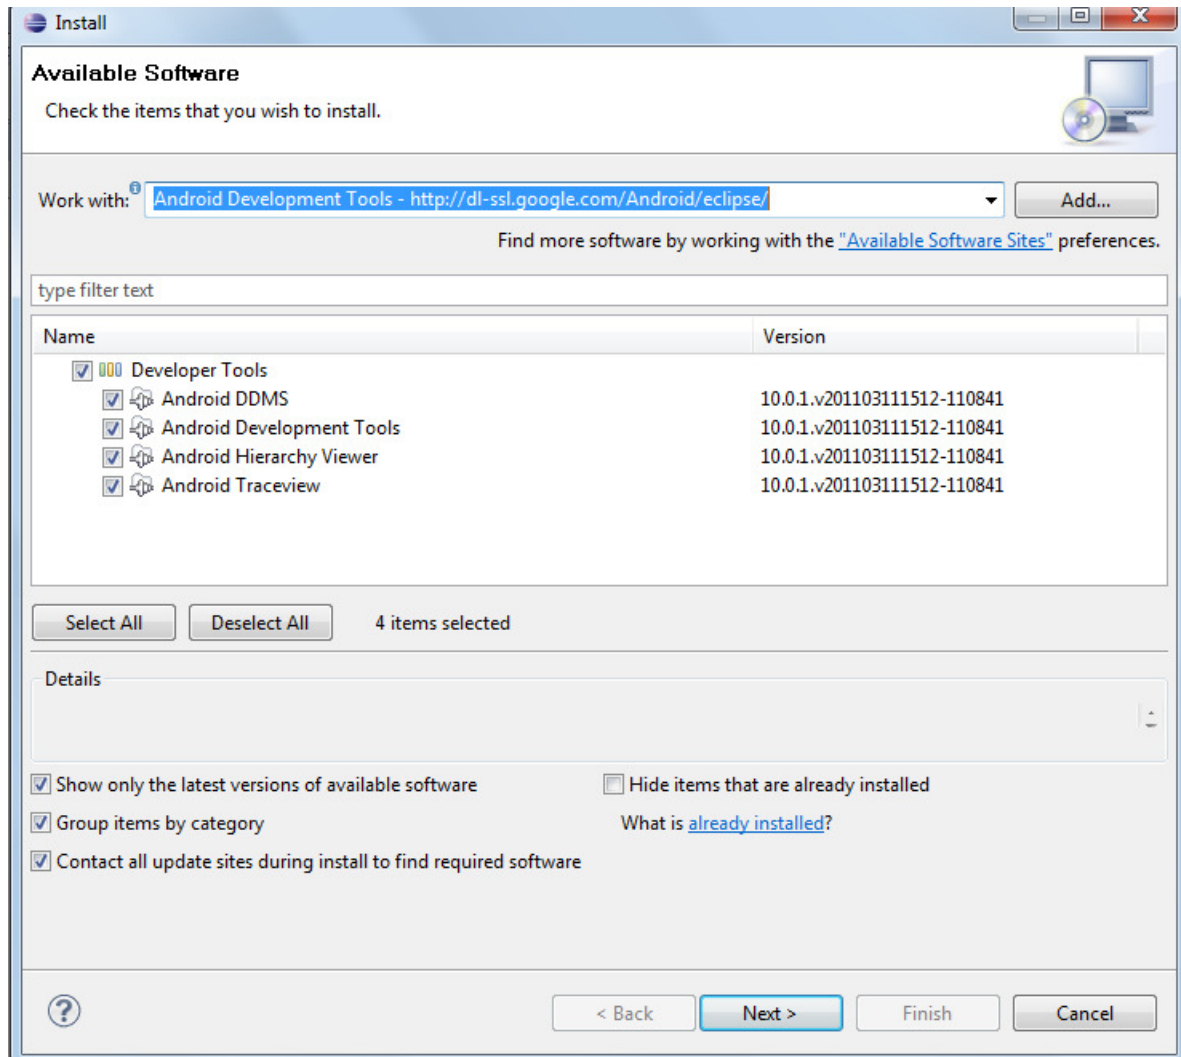 Install
Available Software
Check the items that you wish to install.
Work with: Android Development Tools - http://dl-ssl.google.com/Android/eclipse/ Add...
Find more software by working with the "Available Software Sites" preferences.
type filter text
Name Version
Developer Tools
Android DDMS 10.0.1.v201103111512-110841
Android Development Tools 10.0.1.v201103111512-110841
Android Hierarchy Viewer 10.0.1.v201103111512-110841
Android Traceview 10.0.1.v201103111512-110841
Select All Deselect All 4 items selected
Details
Show only the latest versions of available software Hide items that are already installed
Group items by category What is already installed?
Contact all update sites during install to find required software
< Back Next > Finish Cancel